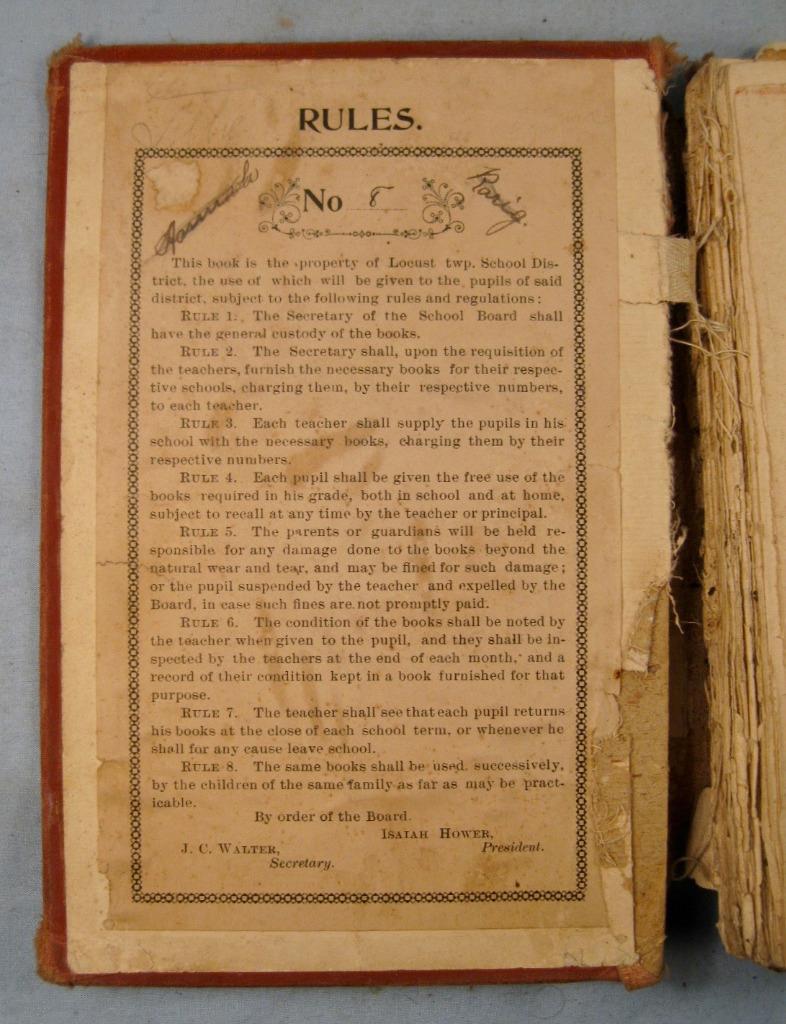 RULES.
No 8 Rarig.
This book is the property of Locust twp. School Dis-
trict, the use of which will be given to the pupils of said
district, subject to the following rules and regulations:
RULE 1. The Secretary of the School Board shall
have the general custody of the books.
RULE 2. The Secretary shall, upon the requisition of
the teachers, furnish the necessary books for their respec-
tive schools, charging them, by their respective numbers,
to each teacher.
RULE 3. Each teacher shall supply the pupils in his
school with the necessary books, charging them by their
respective numbers.
RULE 4. Each pupil shall be given the free use of the
books required in his grade, both in school and at home,
subject to recall at any time by the teacher or principal.
RULE 5. The parents or guardians will be held re-
sponsible for any damage done to the books beyond the
natural wear and tear, and may be fined for such damage;
or the pupil suspended by the teacher and expelled by the
Board, in case such fines are not promptly paid.
RULE 6. The condition of the books shall be noted by
the teacher when given to the pupil, and they shall be in-
spected by the teachers at the end of each month, and a
record of their condition kept in a book furnished for that
purpose.
RULE 7. The teacher shall see that each pupil returns
his books at the close of each school term, or whenever he
shall for any cause leave school.
RULE 8. The same books shall be used successively,
by the children of the same family as far as may be pract-
icable.
By order of the Board.
ISAIAH HOWER,
J. C. WALTER, President.
Secretary.